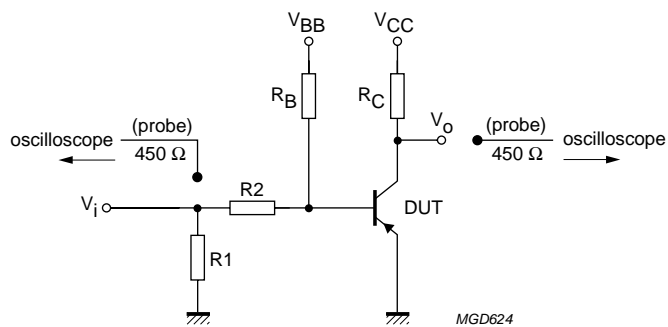 VBB
VCC
RB
RC
Vo
(probe)
450 Ω
oscilloscope
(probe)
450 Ω
oscilloscope
R2
Vi
DUT
R1
MGD624